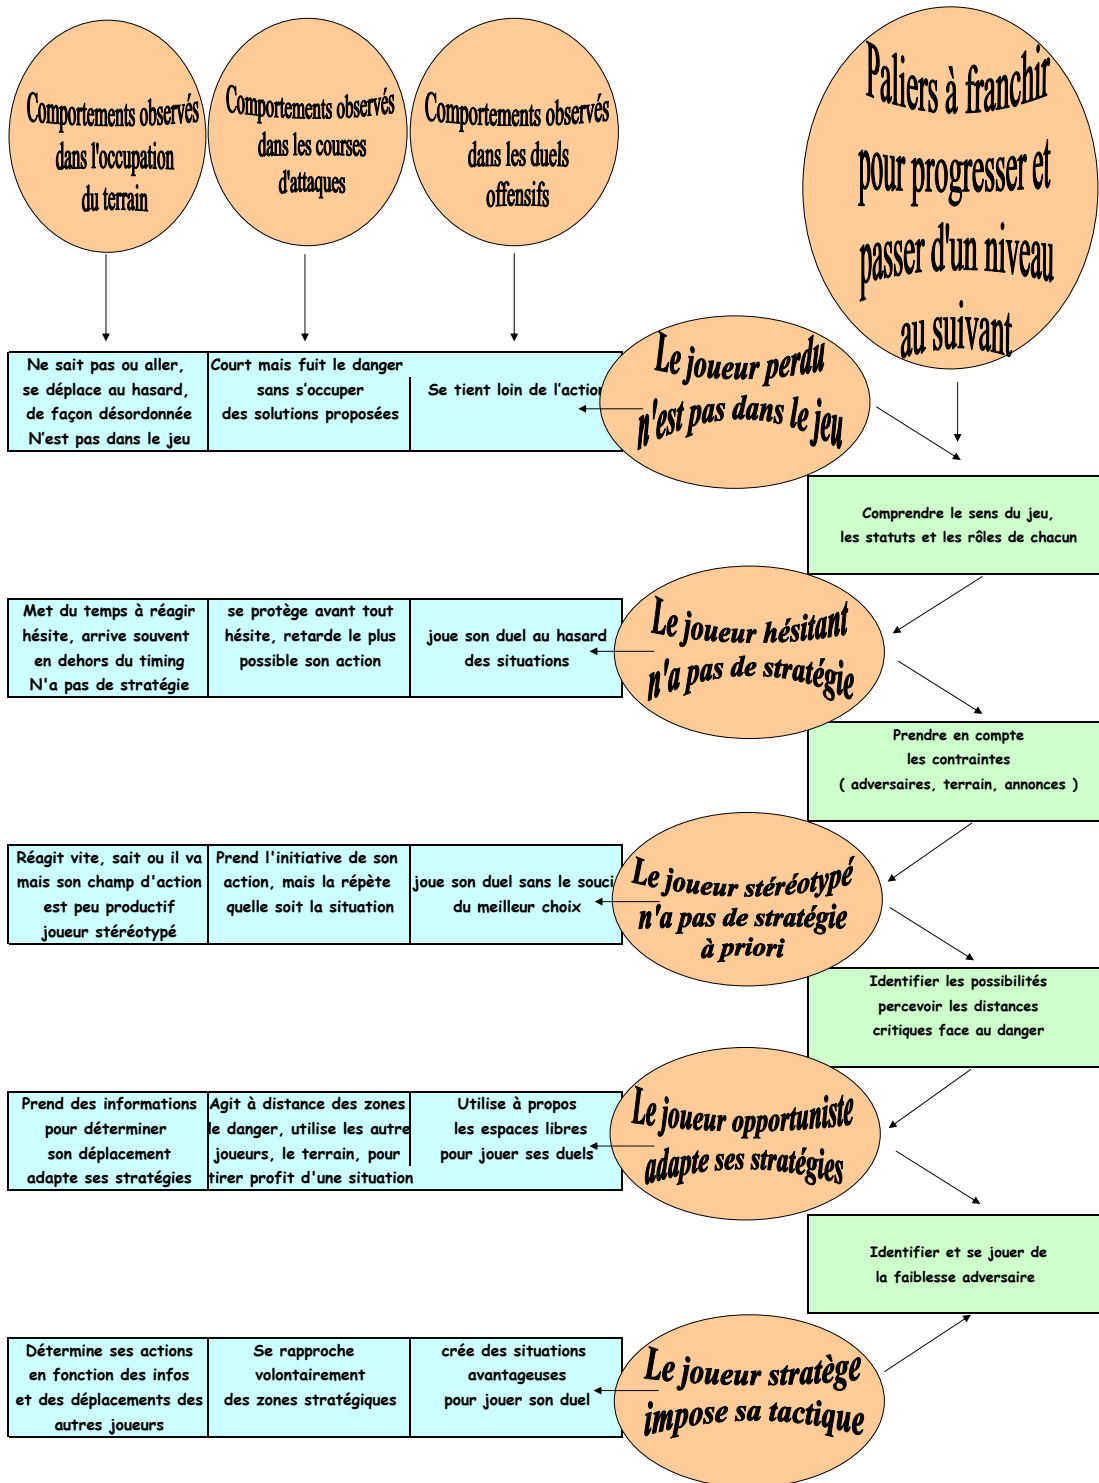 Comportements observés
dans l'occupation
du terrain
Comportements observés
dans les courses
d'attaques
Comportements observés
dans les duels
offensifs
Paliers à franchir
pour progresser et
passer d'un niveau
au suivant
Ne sait pas ou aller,
se déplace au hasard,
de façon désordonnée
N'est pas dans le jeu
Court mais fuit le danger
sans s'occuper
des solutions proposées
Se tient loin de l'action
Le joueur perdu
n'est pas dans le jeu
Comprendre le sens du jeu,
les statuts et les rôles de chacun
Met du temps à réagir
hésite, arrive souvent
en dehors du timing
N'a pas de stratégie
se protège avant tout
hésite, retarde le plus
possible son action
joue son duel au hasard
des situations
Le joueur hésitant
n'a pas de stratégie
Prendre en compte
les contraintes
( adversaires, terrain, annonces )
Réagit vite, sait ou il va
mais son champ d'action
est peu productif
joueur stéréotypé
Prend l'initiative de son
action, mais la répète
quelle soit la situation
joue son duel sans le souci
du meilleur choix
Le joueur stéréotypé
n'a pas de stratégie
à priori
Identifier les possibilités
percevoir les distances
critiques face au danger
Prend des informations
pour déterminer
son déplacement
adapte ses stratégies
Agit à distance des zones
le danger, utilise les autre
joueurs, le terrain, pour
tirer profit d'une situation
Utilise à propos
les espaces libres
pour jouer ses duels
Le joueur opportuniste
adapte ses stratégies
Identifier et se jouer de
la faiblesse adversaire
Détermine ses actions
en fonction des infos
et des déplacements des
autres joueurs
Se rapproche
volontairement
des zones stratégiques
crée des situations
avantageuses
pour jouer son duel
Le joueur stratège
impose sa tactique